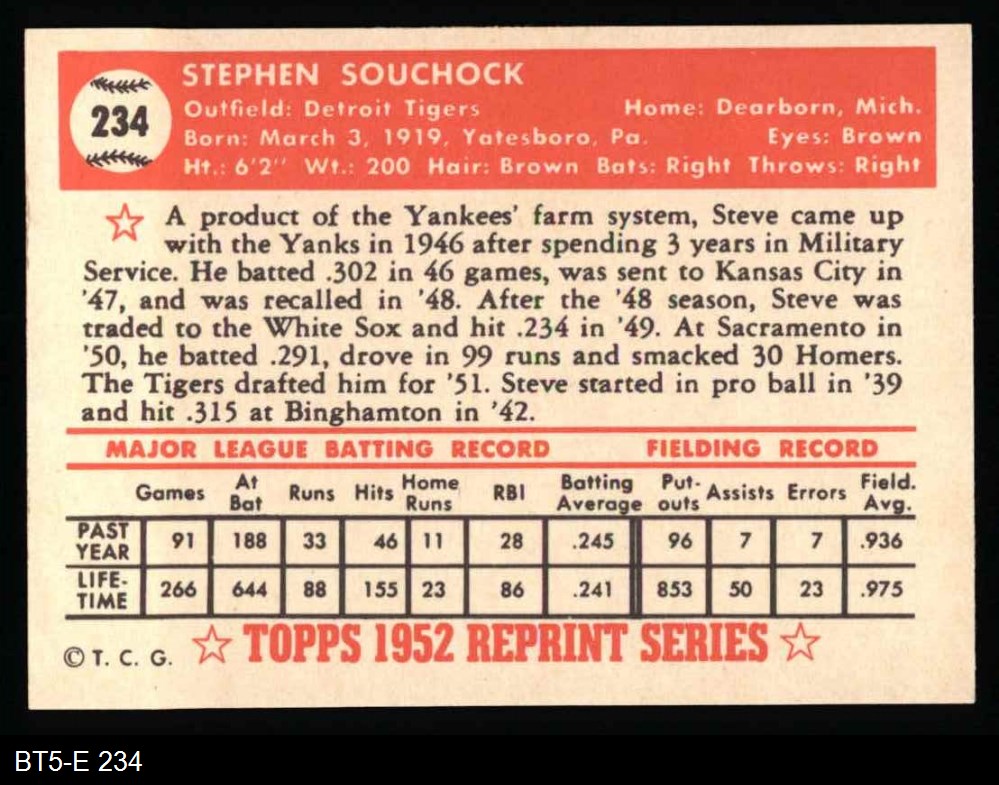 STEPHEN SOUCHOCK
234
Outfield: Detroit Tigers Home: Dearborn, Mich.
Born: March 3, 1919, Yatesboro, Pa. Eyes: Brown
Ht.: 6'2" Wt.: 200 Hair: Brown Bats: Right Throws: Right
A product of the Yankees' farm system, Steve came up
with the Yanks in 1946 after spending 3 years in Military
Service. He batted .302 in 46 games, was sent to Kansas City in
'47, and was recalled in '48. After the '48 season, Steve was
traded to the White Sox and hit .234 in '49. At Sacramento in
'50, he batted .291, drove in 99 runs and smacked 30 Homers.
The Tigers drafted him for '51. Steve started in pro ball in '39
and hit .315 at Binghamton in '42.
MAJOR LEAGUE BATTING RECORD FIELDING RECORD
Games At Bat Runs Hits Home Runs RBI Batting Average Put-outs Assists Errors Field. Avg.
PAST YEAR 91 188 33 46 11 28 .245 96 7 7 .936
LIFE-TIME 266 644 88 155 23 86 .241 853 50 23 .975
© T. C. G. TOPPS 1952 REPRINT SERIES
BT5-E 234